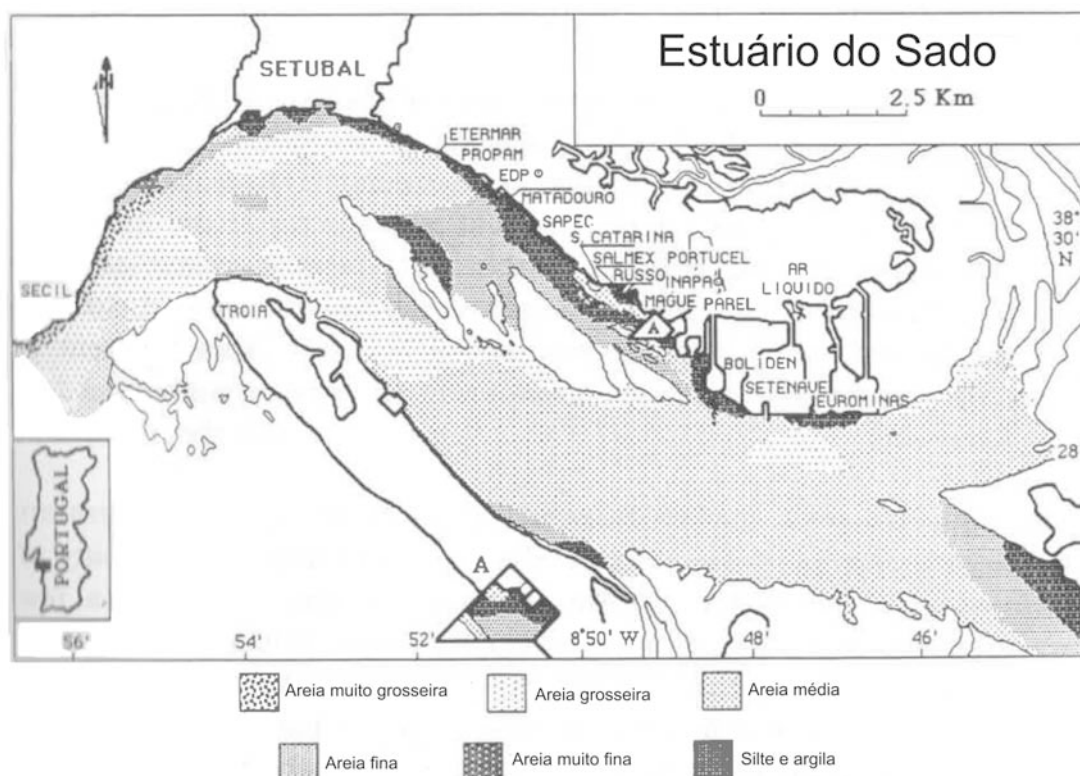 Estuário do Sado
0 2.5 Km
N
SETUBAL
ETERMAR
PROPAM
EDP
MATADOURO
SAPEC
S. CATARINA
SALMEX PORTUCEL
RUSSO INAPA
MAGUE PAREL
A
AR
LIQUIDO
38°
30'
N
SECIL
TROIA
BOLIDEN
SETENAVE
EUROMINAS
28
PORTUGAL
A
56' 54' 52' 8°50' W 48' 46'
Areia muito grosseira Areia grosseira Areia média
Areia fina Areia muito fina Silte e argila